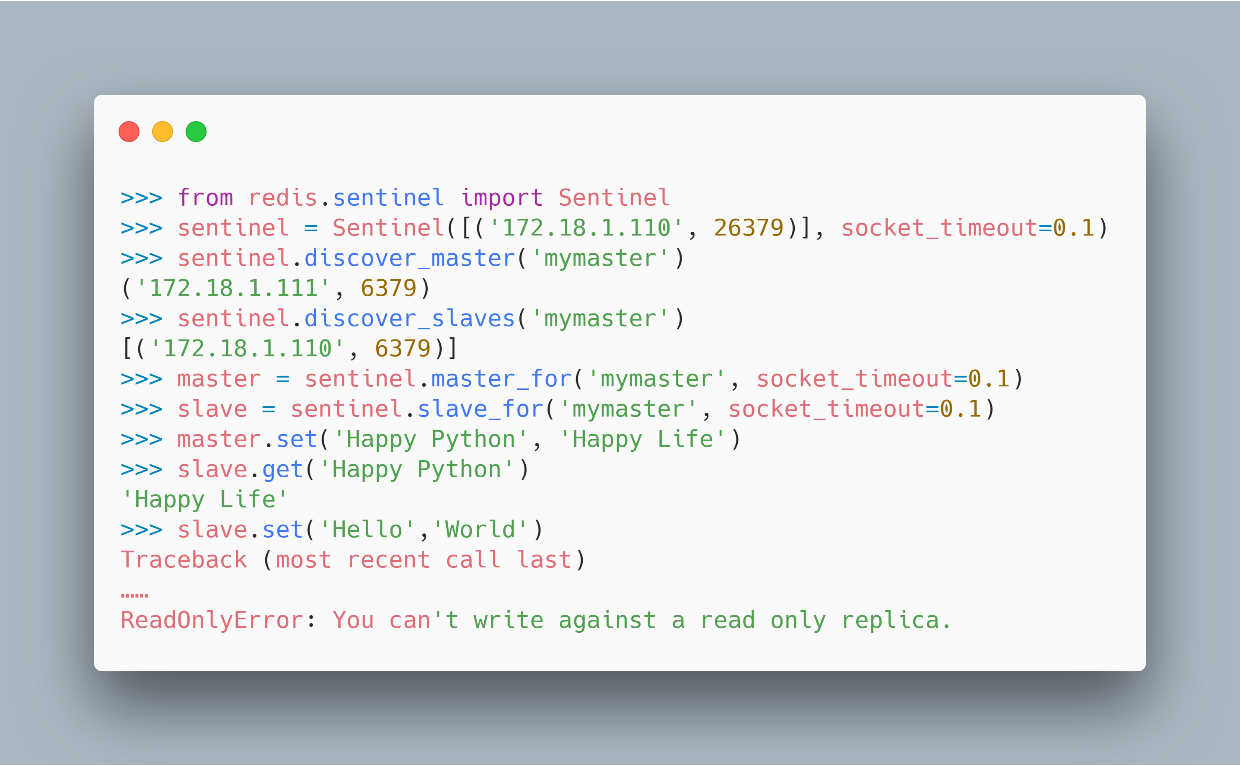 >>> from redis.sentinel import Sentinel
>>> sentinel = Sentinel([('172.18.1.110', 26379)], socket_timeout=0.1)
>>> sentinel.discover_master('mymaster')
('172.18.1.111', 6379)
>>> sentinel.discover_slaves('mymaster')
[('172.18.1.110', 6379)]
>>> master = sentinel.master_for('mymaster', socket_timeout=0.1)
>>> slave = sentinel.slave_for('mymaster', socket_timeout=0.1)
>>> master.set('Happy Python', 'Happy Life')
>>> slave.get('Happy Python')
'Happy Life'
>>> slave.set('Hello','World')
Traceback (most recent call last)
……
ReadOnlyError: You can't write against a read only replica.